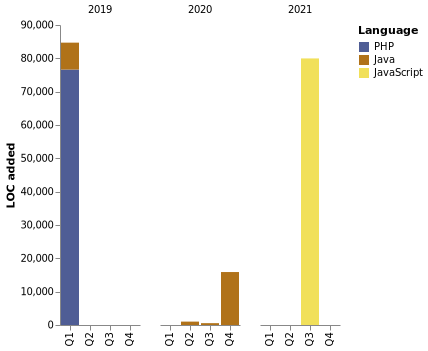 2019 2020 2021
Language
PHP
Java
JavaScript
LOC added
90,000
80,000
70,000
60,000
50,000
40,000
30,000
20,000
10,000
0
Q1 Q2 Q3 Q4 Q1 Q2 Q3 Q4 Q1 Q2 Q3 Q4